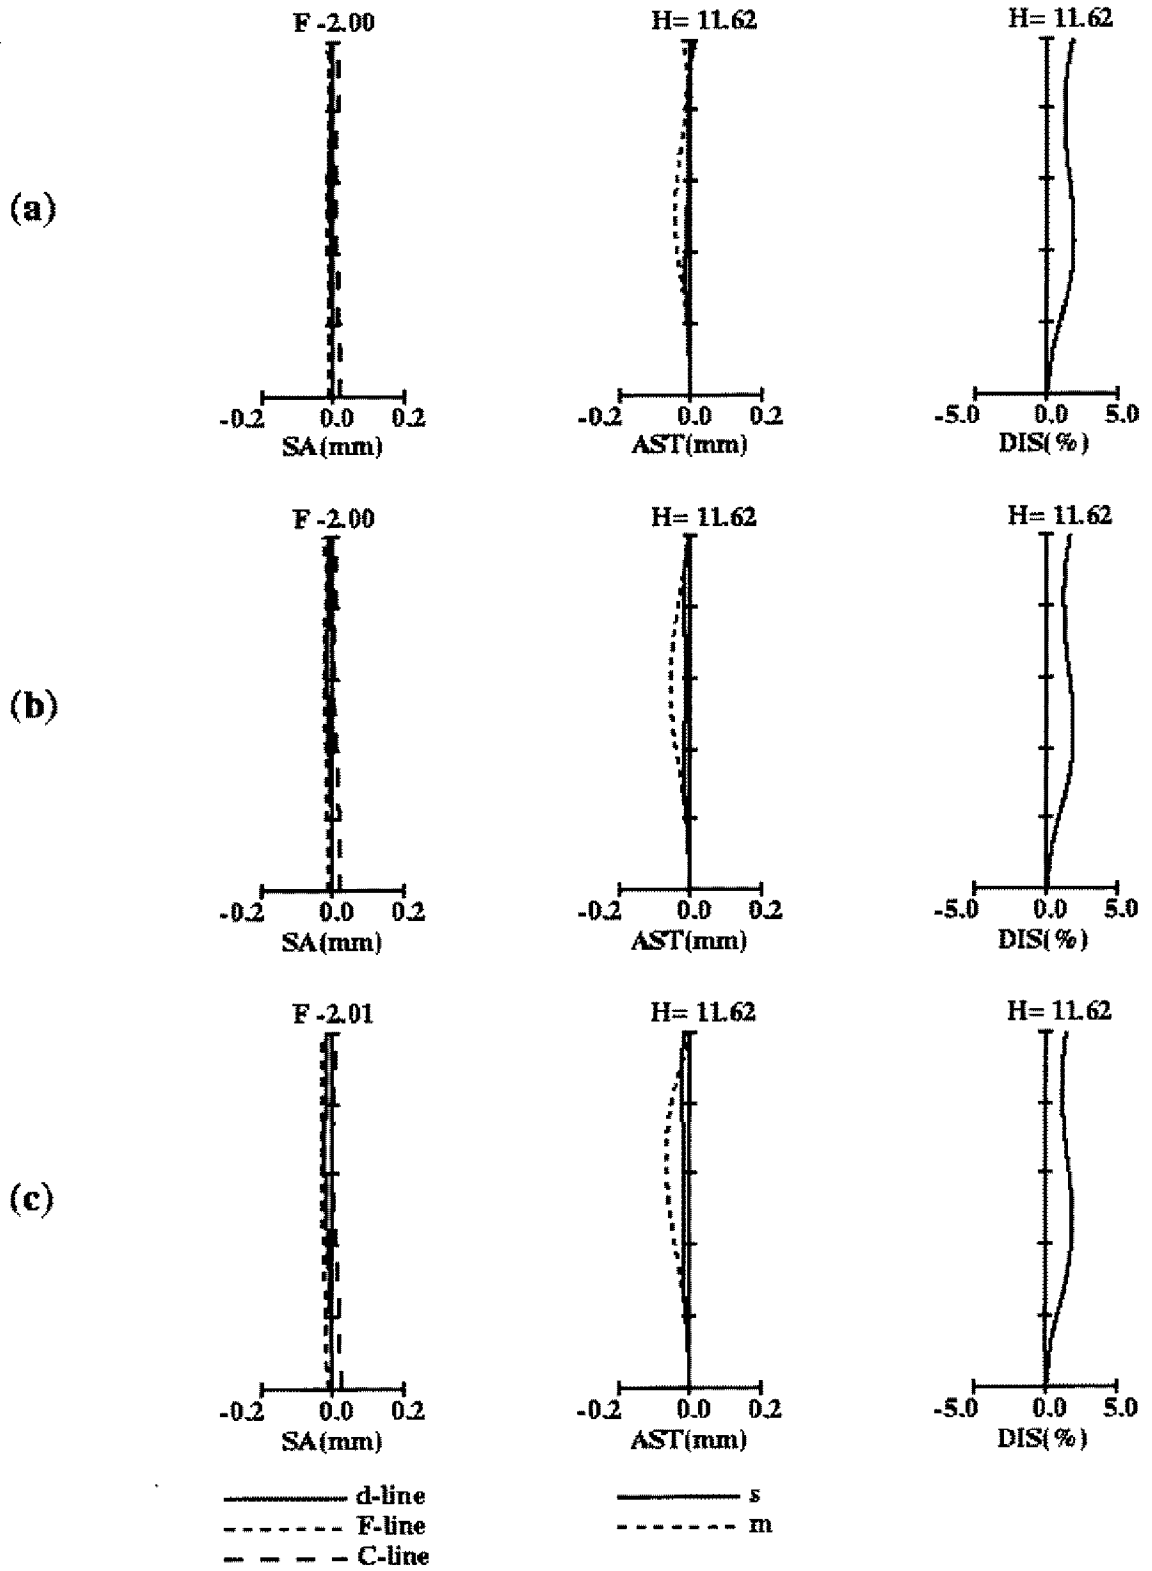 F -2.00 H= 11.62 H= 11.62
(a)
-0.2 0.0 0.2 -0.2 0.0 0.2 -5.0 0.0 5.0
SA(mm) AST(mm) DIS(%)
F -2.00 H= 11.62 H= 11.62
(b)
-0.2 0.0 0.2 -0.2 0.0 0.2 -5.0 0.0 5.0
SA(mm) AST(mm) DIS(%)
F -2.01 H= 11.62 H= 11.62
(c)
-0.2 0.0 0.2 -0.2 0.0 0.2 -5.0 0.0 5.0
SA(mm) AST(mm) DIS(%)
d-line s
F-line m
C-line